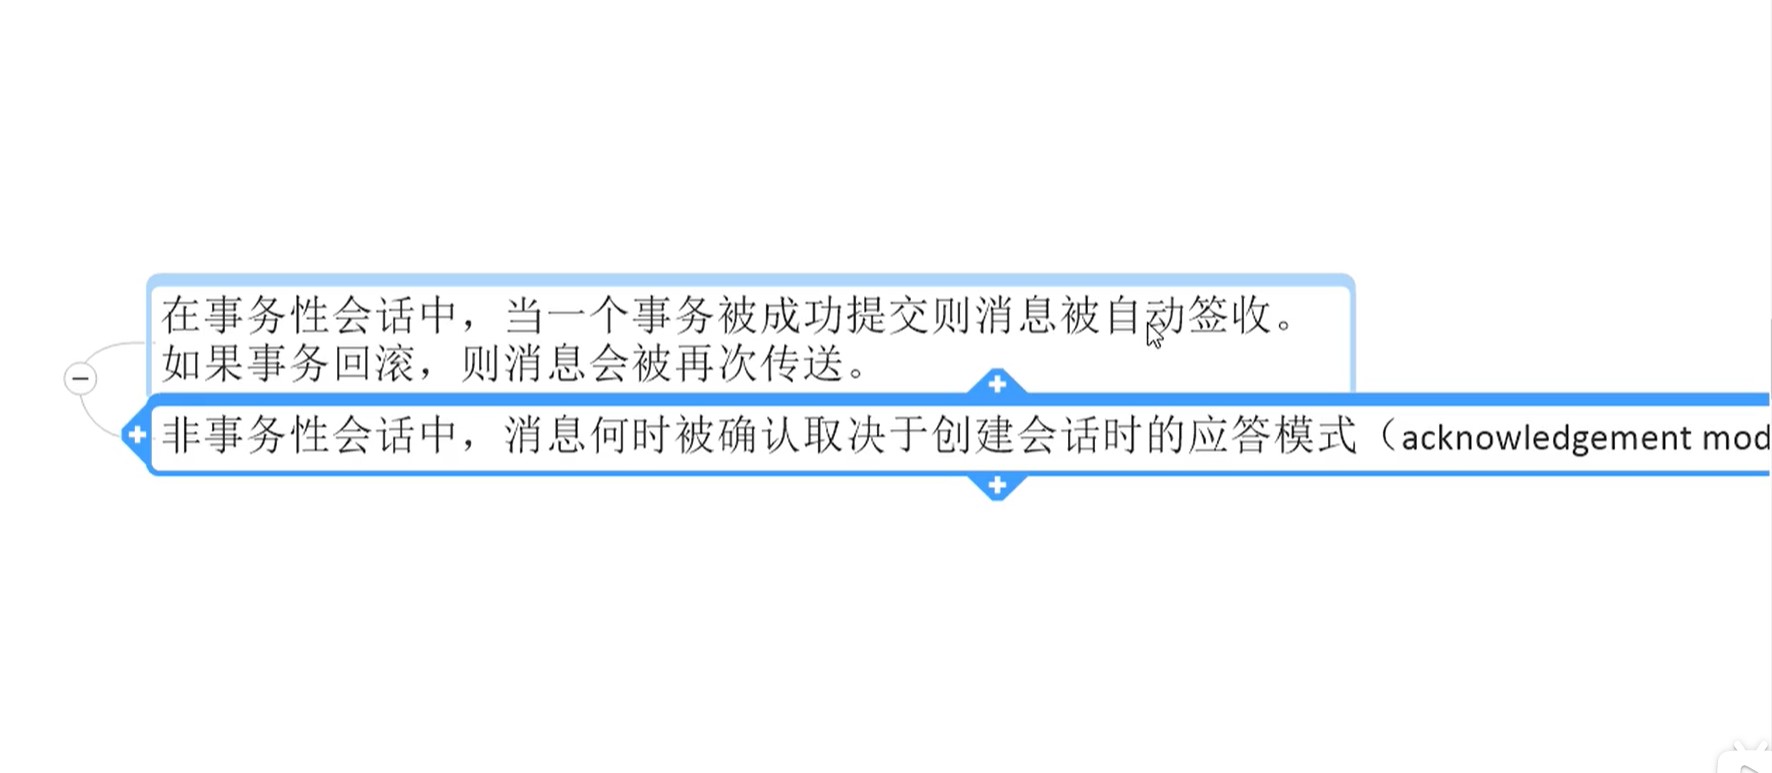 在事务性会话中，当一个事务被成功提交则消息被自动签收。
如果事务回滚，则消息会被再次传送。
非事务性会话中，消息何时被确认取决于创建会话时的应答模式（acknowledgement mod